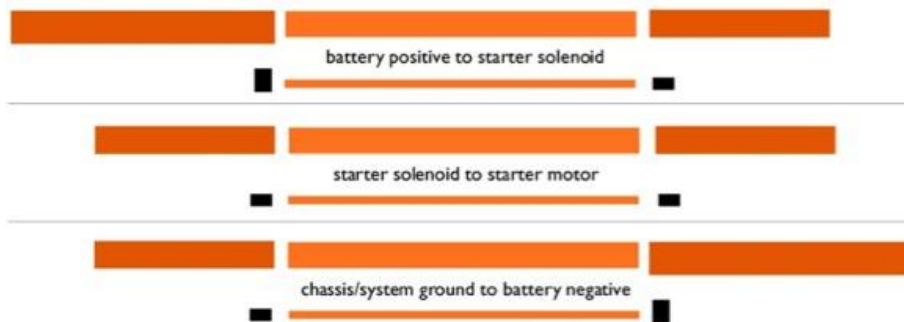 battery positive to starter solenoid
starter solenoid to starter motor
chassis/system ground to battery negative